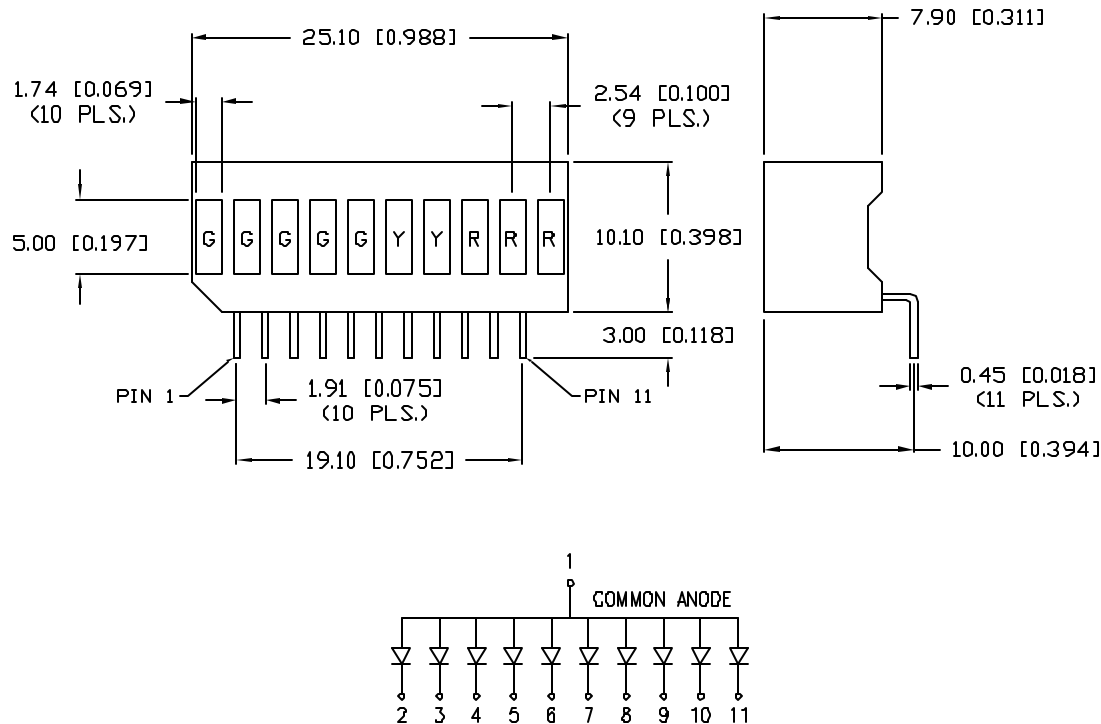 7.90 [0.311]
25.10 [0.988]
1.74 [0.069]
(10 PLS.)
2.54 [0.100]
(9 PLS.)
5.00 [0.197]
G G G G G Y Y R R R
10.10 [0.398]
3.00 [0.118]
PIN 1
1.91 [0.075]
(10 PLS.)
PIN 11
0.45 [0.018]
(11 PLS.)
19.10 [0.752]
10.00 [0.394]
1
COMMON ANODE
2 3 4 5 6 7 8 9 10 11